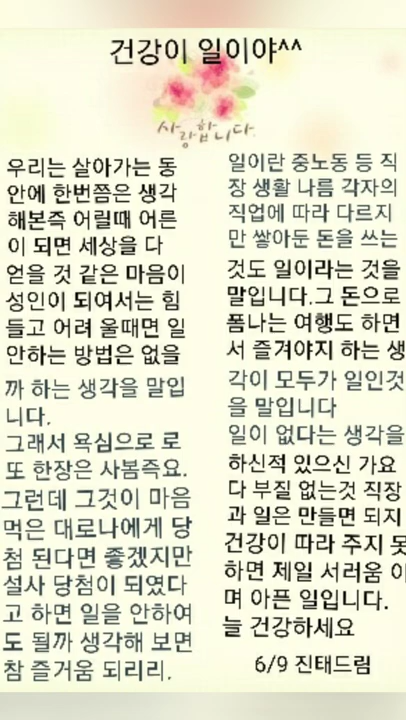 건강이 일이야^^
사랑합니다.
우리는 살아가는 동
안에 한번쯤은 생각
해본즉 어릴때 어른
이 되면 세상을 다
얻을 것 같은 마음이
성인이 되여서는 힘
들고 어려 울때면 일
안하는 방법은 없을
까 하는 생각을 말입
니다.
그래서 욕심으로 로
또 한장은 사봄즉요.
그런데 그것이 마음
먹은 대로나에게 당
첨 된다면 좋겠지만
설사 당첨이 되였다
고 하면 일을 안하여
도 될까 생각해 보면
참 즐거움 되리리.
일이란 중노동 등 직
장 생활 나름 각자의
직업에 따라 다르지
만 쌓아둔 돈을 쓰는
것도 일이라는 것을
말입니다.그 돈으로
폼나는 여행도 하면
서 즐겨야지 하는 생
각이 모두가 일인것
을 말입니다
일이 없다는 생각을
하신적 있으신 가요
다 부질 없는것 직장
과 일은 만들면 되지
건강이 따라 주지 못
하면 제일 서러움 이
며 아픈 일입니다.
늘 건강하세요
6/9 진태드림